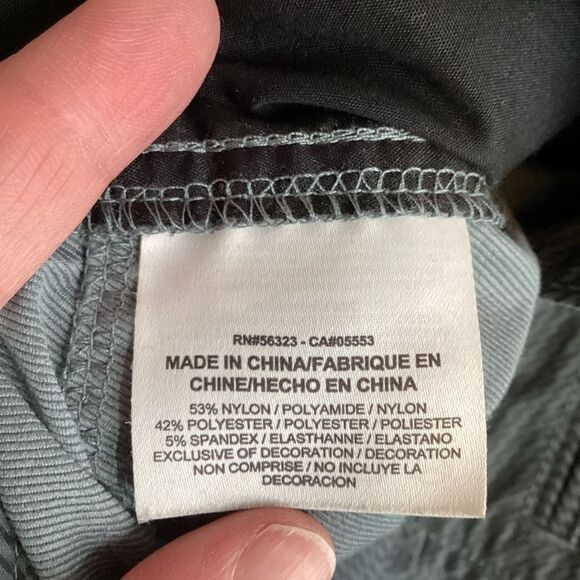 RN#56323 - CA#05553
MADE IN CHINA/FABRIQUE EN
CHINE/HECHO EN CHINA
53% NYLON / POLYAMIDE / NYLON
42% POLYESTER / POLYESTER / POLIESTER
5% SPANDEX / ELASTHANNE / ELASTANO
EXCLUSIVE OF DECORATION / DECORATION
NON COMPRISE / NO INCLUYE LA
DECORACION